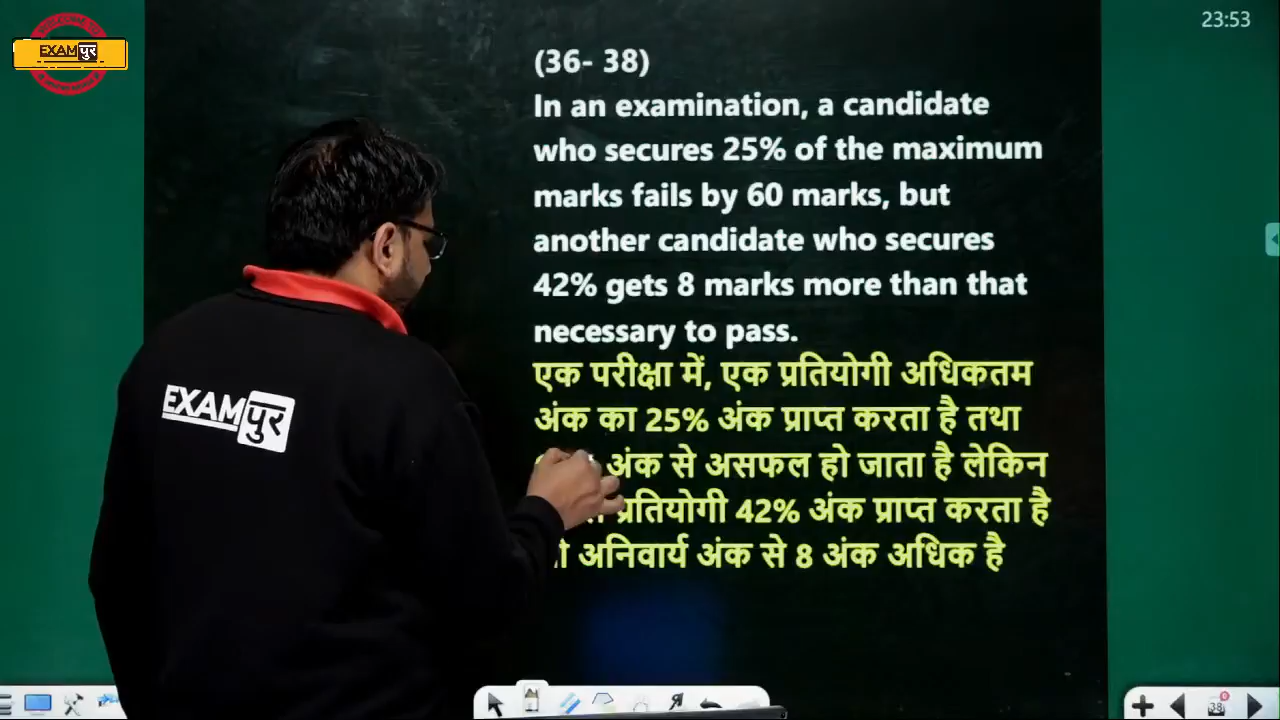 WELCOME TO
EXAMपुर
23:53
(36- 38)
In an examination, a candidate
who secures 25% of the maximum
marks fails by 60 marks, but
another candidate who secures
42% gets 8 marks more than that
necessary to pass.
एक परीक्षा में, एक प्रतियोगी अधिकतम
अंक का 25% अंक प्राप्त करता है तथा
अंक से असफल हो जाता है लेकिन
प्रतियोगी 42% अंक प्राप्त करता है
अनिवार्य अंक से 8 अंक अधिक है
EXAMपुर
38